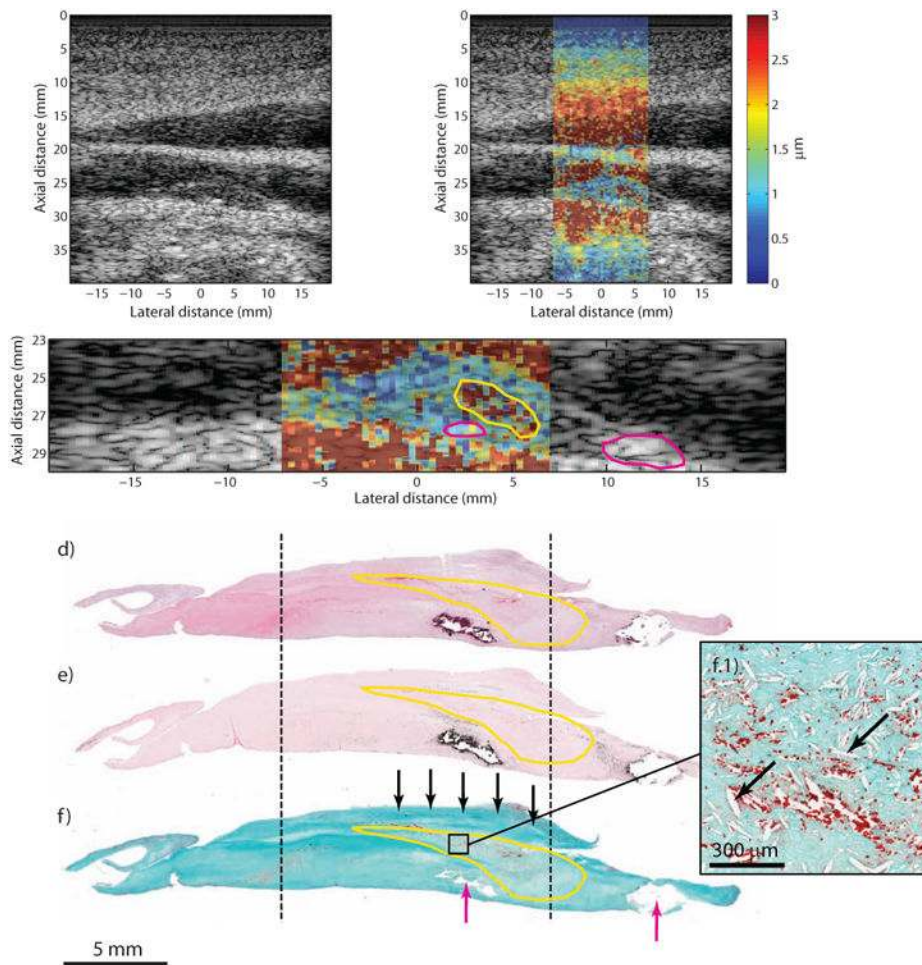 0
5
10
15
20
25
30
35
Axial distance (mm)
−15 −10 −5 0 5 10 15
Lateral distance (mm)
0
5
10
15
20
25
30
35
Axial distance (mm)
−15 −10 −5 0 5 10 15
Lateral distance (mm)
3
2.5
2
1.5
1
0.5
0
μm
23
25
27
29
Axial distance (mm)
−15 −10 −5 0 5 10 15
Lateral distance (mm)
d)
e)
f)
f.1)
300 μm
5 mm